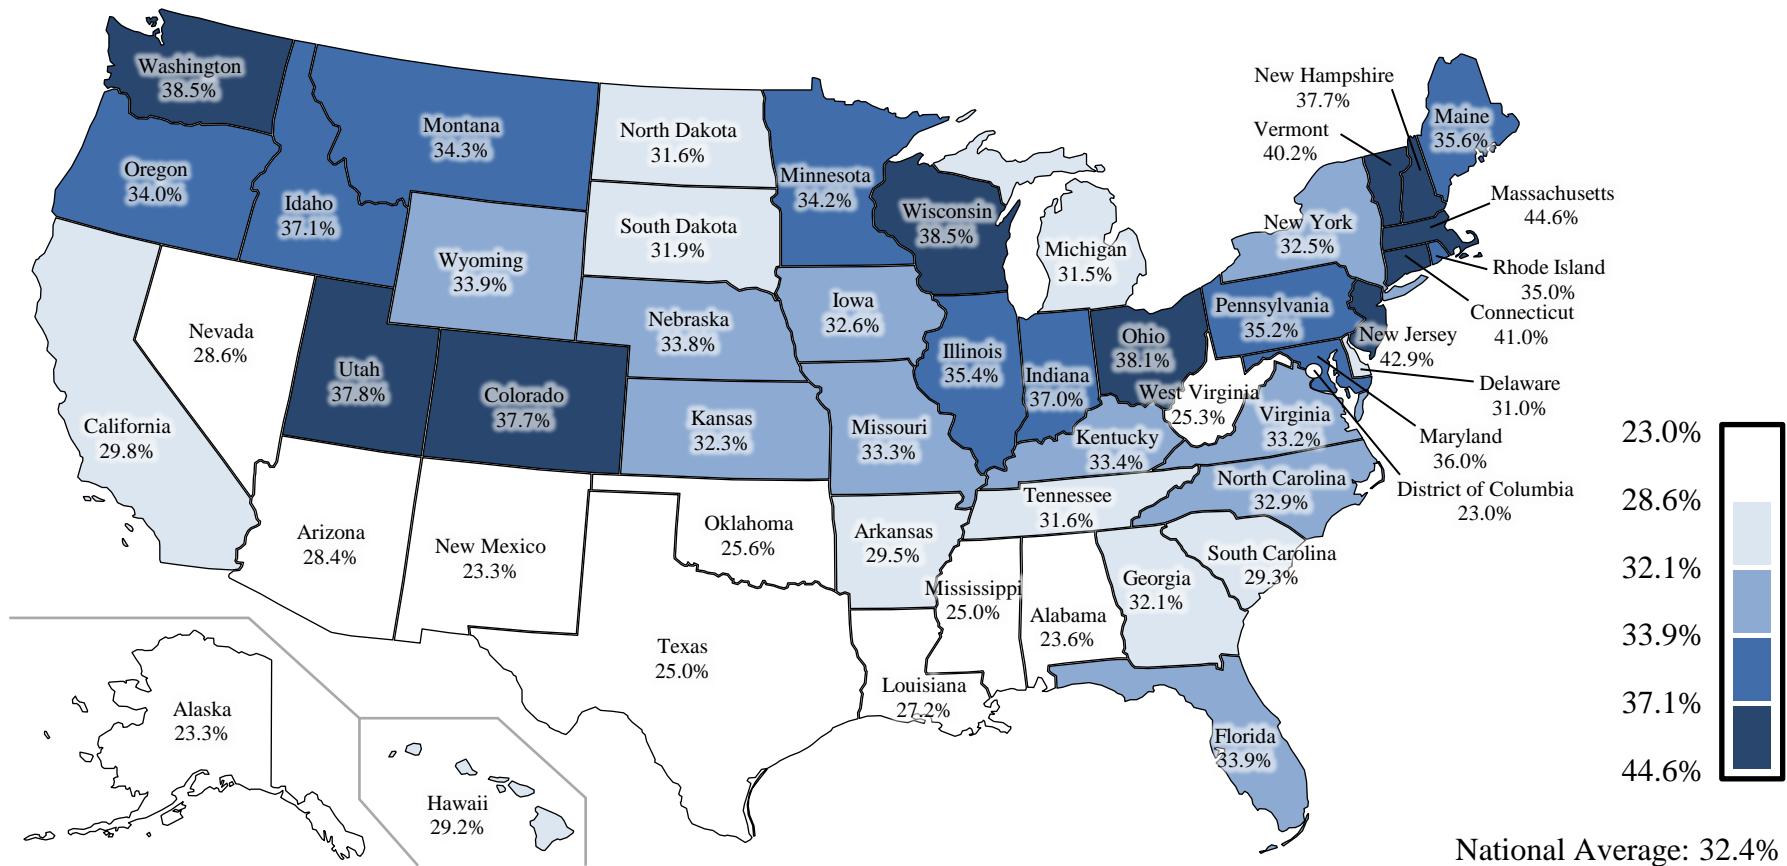 Washington
38.5%
Oregon
34.0%
Idaho
37.1%
Montana
34.3%
North Dakota
31.6%
Minnesota
34.2%
South Dakota
31.9%
Wisconsin
38.5%
Michigan
31.5%
Wyoming
33.9%
Nebraska
33.8%
Iowa
32.6%
Nevada
28.6%
Utah
37.8%
Colorado
37.7%
California
29.8%
Kansas
32.3%
Missouri
33.3%
Illinois
35.4%
Indiana
37.0%
Ohio
38.1%
Kentucky
33.4%
West Virginia
25.3%
Virginia
33.2%
Pennsylvania
35.2%
New York
32.5%
New Hampshire
37.7%
Vermont
40.2%
Maine
35.6%
Massachusetts
44.6%
Rhode Island
35.0%
Connecticut
41.0%
New Jersey
42.9%
Delaware
31.0%
Maryland
36.0%
District of Columbia
23.0%
North Carolina
32.9%
Tennessee
31.6%
Arkansas
29.5%
South Carolina
29.3%
Georgia
32.1%
Alabama
23.6%
Mississippi
25.0%
Louisiana
27.2%
Florida
33.9%
Arizona
28.4%
New Mexico
23.3%
Oklahoma
25.6%
Texas
25.0%
Alaska
23.3%
Hawaii
29.2%
23.0%
28.6%
32.1%
33.9%
37.1%
44.6%
National Average: 32.4%